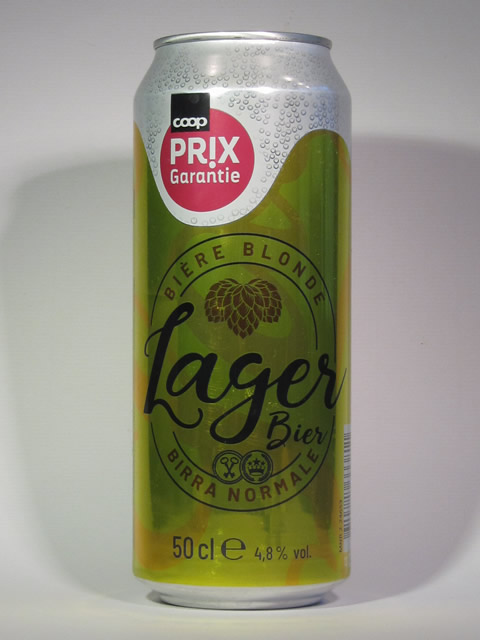 coop
PR!X
Garantie
BIÈRE BLONDE
Lager
Bier
BIRRA NORMALE
50 cl ℮ 4,8% vol.